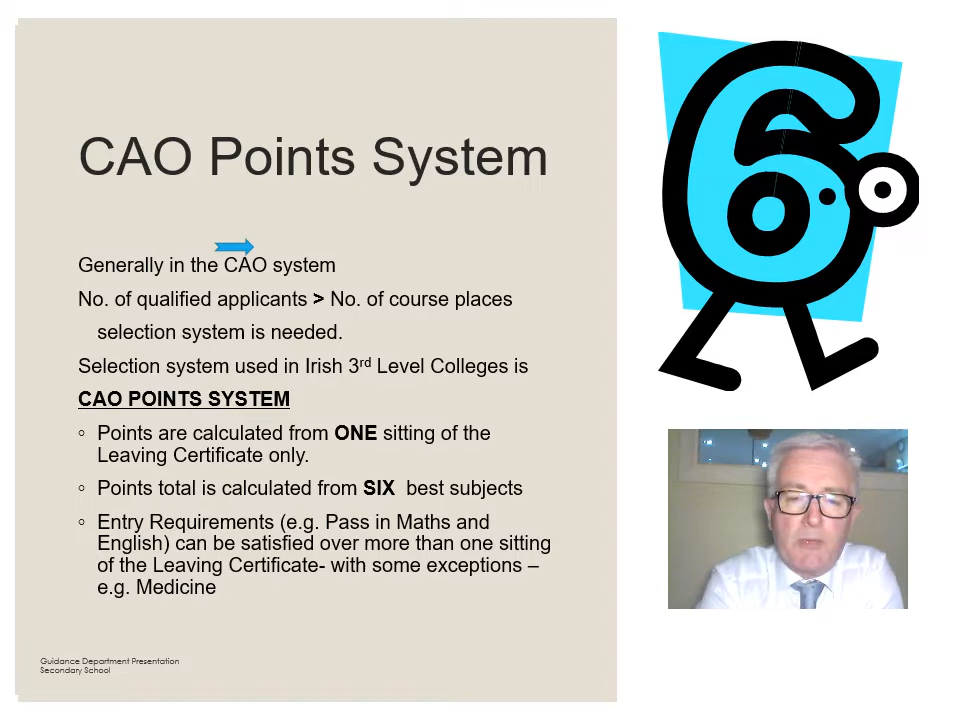 CAO Points System
Generally in the CAO system
No. of qualified applicants > No. of course places
selection system is needed.
Selection system used in Irish 3rd Level Colleges is
CAO POINTS SYSTEM
◦ Points are calculated from ONE sitting of the
Leaving Certificate only.
◦ Points total is calculated from SIX best subjects
◦ Entry Requirements (e.g. Pass in Maths and
English) can be satisfied over more than one sitting
of the Leaving Certificate- with some exceptions –
e.g. Medicine
Guidance Department Presentation
Secondary School
6